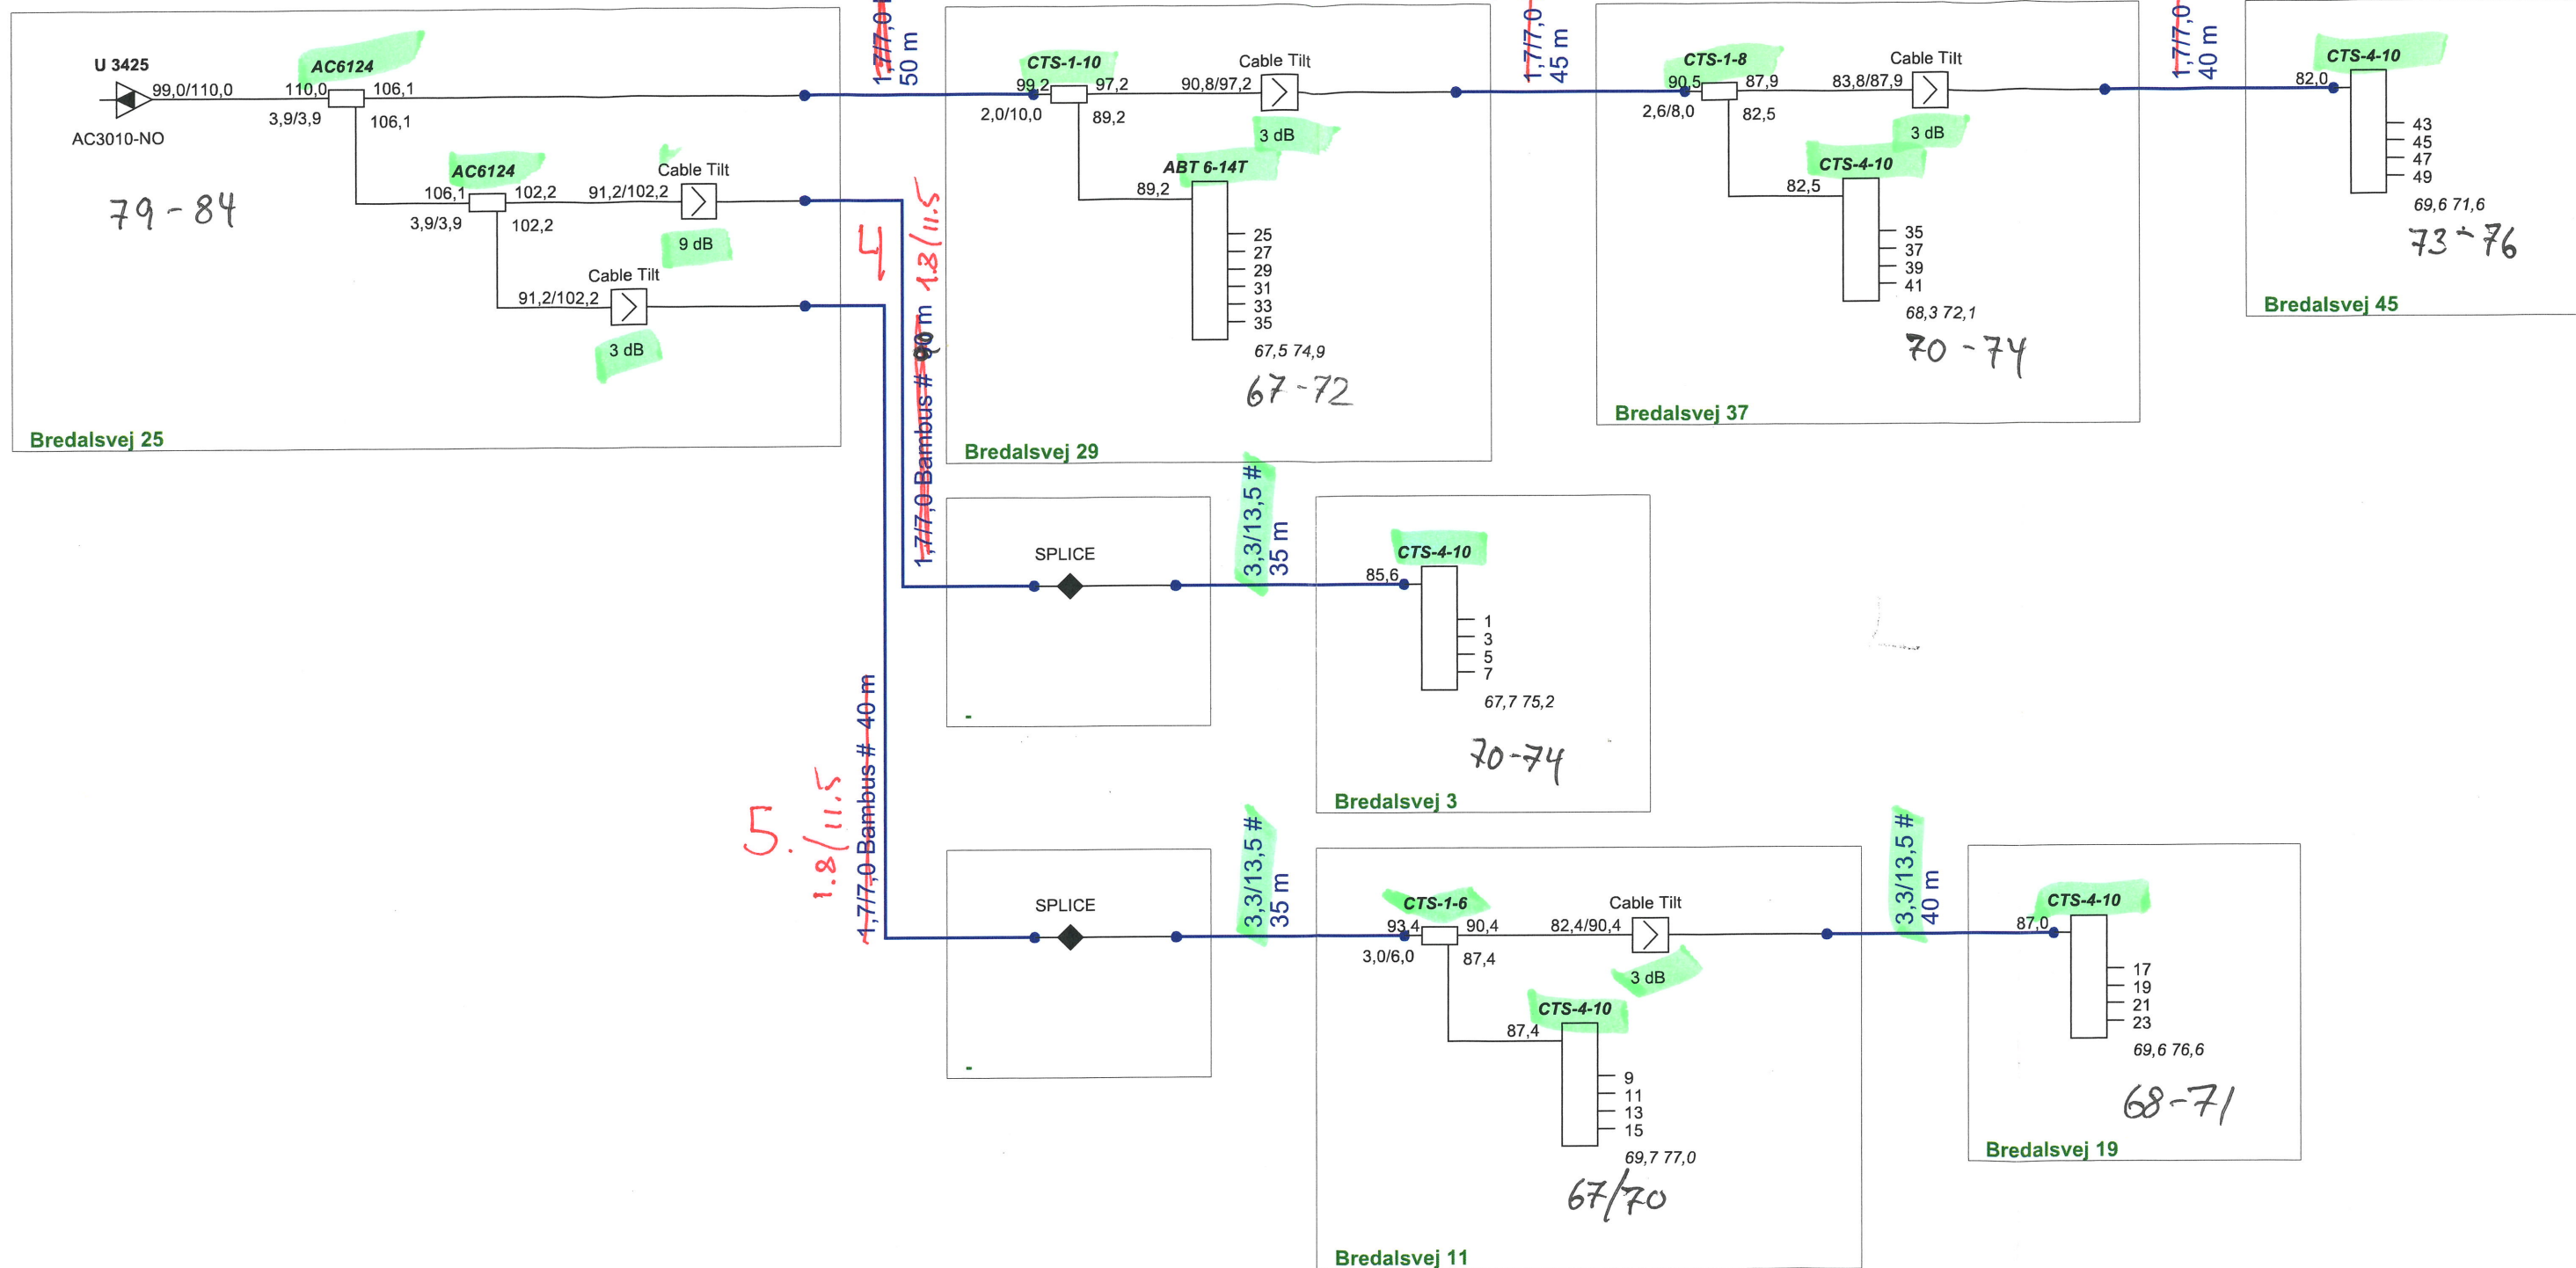 U 3425
99,0/110,0
AC3010-NO
79-84
AC6124
110,0
106,1
3,9/3,9
106,1
AC6124
106,1
102,2
91,2/102,2
Cable Tilt
3,9/3,9
102,2
9 dB
Cable Tilt
91,2/102,2
3 dB
Bredalsvej 25
1,7/7,0
50 m
CTS-1-10
99,2
97,2
90,8/97,2
Cable Tilt
2,0/10,0
89,2
3 dB
ABT 6-14T
89,2
25
27
29
31
33
35
67,5 74,9
67-72
Bredalsvej 29
1,7/7,0
45 m
CTS-1-8
90,5
87,9
83,8/87,9
Cable Tilt
2,6/8,0
82,5
3 dB
CTS-4-10
82,5
35
37
39
41
68,3 72,1
70-74
Bredalsvej 37
1,7/7,0
40 m
CTS-4-10
82,0
43
45
47
49
69,6 71,6
73-76
Bredalsvej 45
4
1.8/11.5
1,7/7,0 Bambus # 90 m
SPLICE
-
3,3/13,5 #
35 m
CTS-4-10
85,6
1
3
5
7
67,7 75,2
70-74
Bredalsvej 3
5.
1.8/11.5
1,7/7,0 Bambus # 40 m
SPLICE
-
3,3/13,5 #
35 m
CTS-1-6
93,4
90,4
82,4/90,4
Cable Tilt
3,0/6,0
87,4
3 dB
CTS-4-10
87,4
9
11
13
15
69,7 77,0
67/70
Bredalsvej 11
3,3/13,5 #
40 m
CTS-4-10
87,0
17
19
21
23
69,6 76,6
68-71
Bredalsvej 19